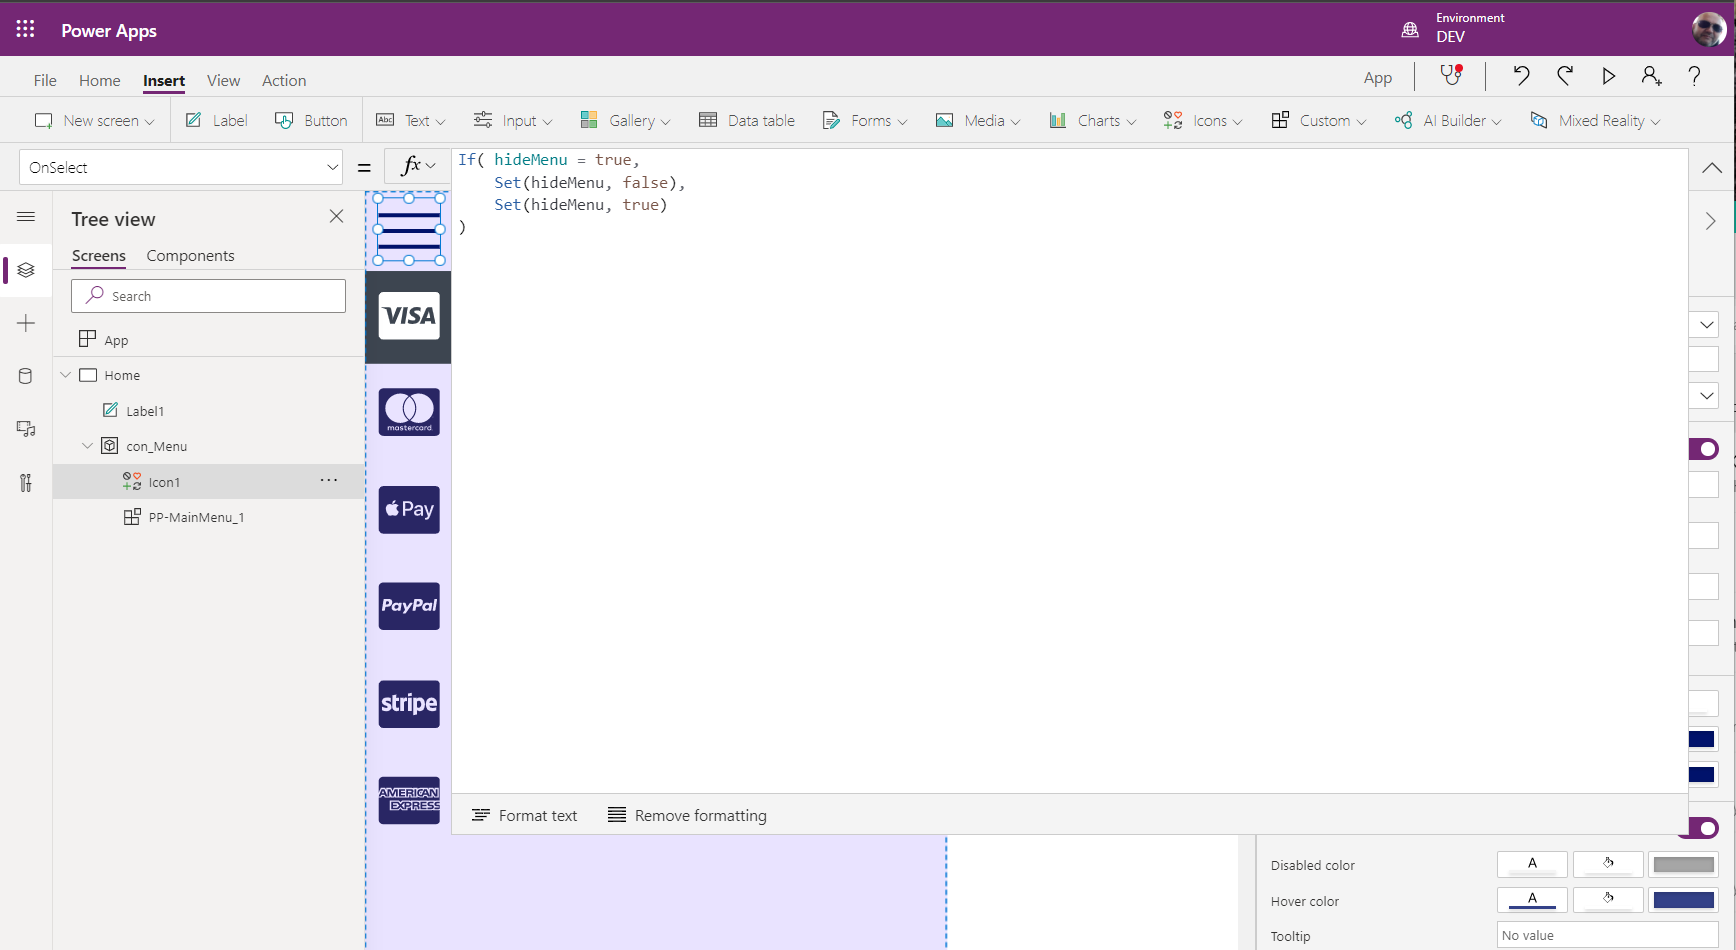 Power Apps
Environment
DEV
File Home Insert View Action
App
New screen Label Button Text Input Gallery Data table Forms Media Charts Icons Custom AI Builder Mixed Reality
Abc
OnSelect = fx
If( hideMenu = true,
Set(hideMenu, false),
Set(hideMenu, true)
)
Tree view
Screens Components
Search
App
Home
Label1
con_Menu
Icon1 ...
PP-MainMenu_1
VISA
mastercard
Pay
PayPal
stripe
AMERICAN
EXPRESS
Format text Remove formatting
Disabled color A
Hover color A
Tooltip No value